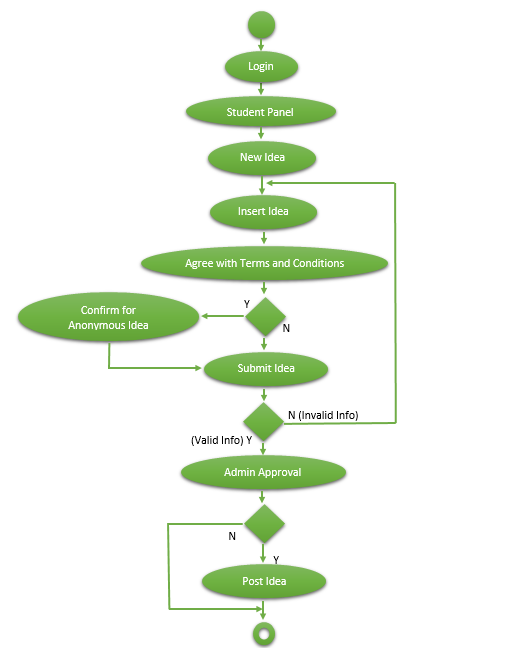 Login
Student Panel
New Idea
Insert Idea
Agree with Terms and Conditions
Y
Confirm for
Anonymous Idea
N
Submit Idea
N (Invalid Info)
(Valid Info) Y
Admin Approval
N
Y
Post Idea